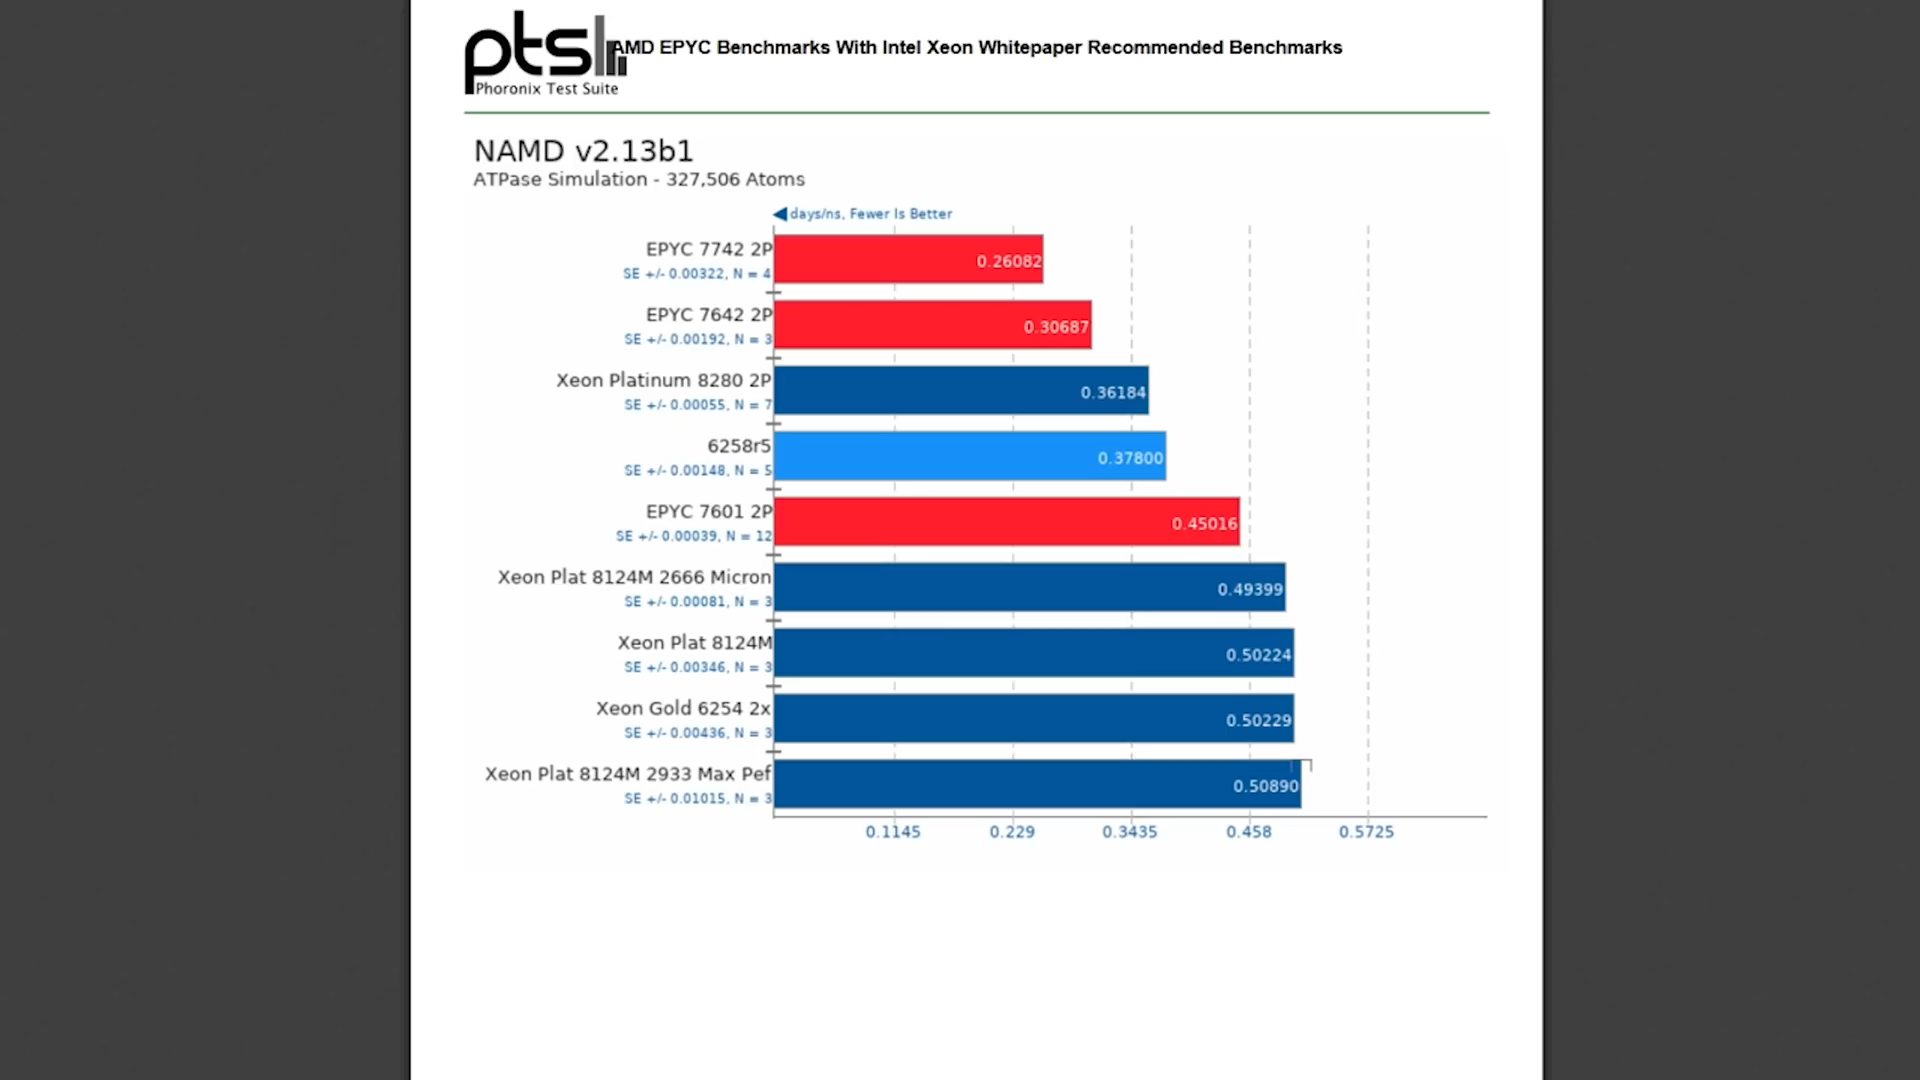 ptsl
Phoronix Test Suite
AMD EPYC Benchmarks With Intel Xeon Whitepaper Recommended Benchmarks
NAMD v2.13b1
ATPase Simulation - 327,506 Atoms
days/ns, Fewer Is Better
EPYC 7742 2P
SE +/- 0.00322, N = 4
0.26082
EPYC 7642 2P
SE +/- 0.00192, N = 3
0.30687
Xeon Platinum 8280 2P
SE +/- 0.00055, N = 7
0.36184
6258r5
SE +/- 0.00148, N = 5
0.37800
EPYC 7601 2P
SE +/- 0.00039, N = 12
0.45016
Xeon Plat 8124M 2666 Micron
SE +/- 0.00081, N = 3
0.49399
Xeon Plat 8124M
SE +/- 0.00346, N = 3
0.50224
Xeon Gold 6254 2x
SE +/- 0.00436, N = 3
0.50229
Xeon Plat 8124M 2933 Max Pef
SE +/- 0.01015, N = 3
0.50890
0.1145 0.229 0.3435 0.458 0.5725